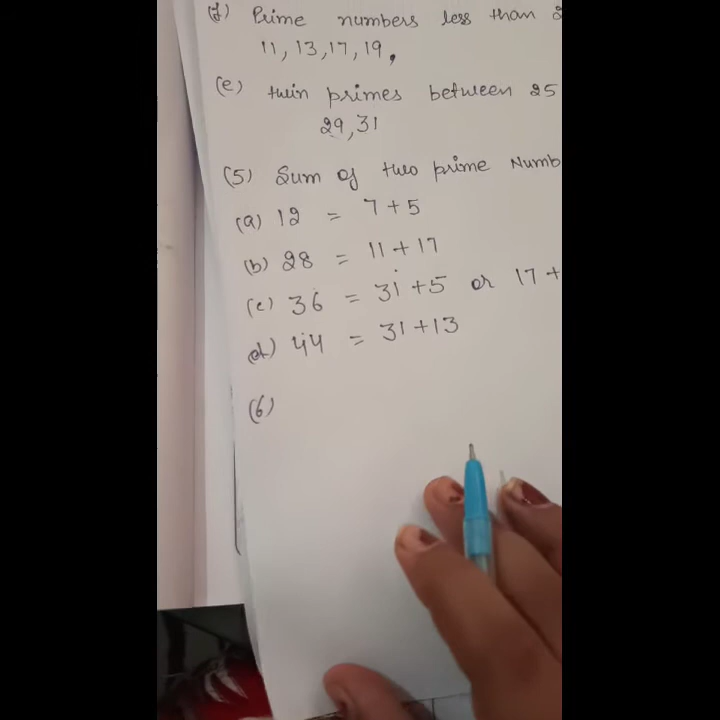 (f) Prime numbers less than
11, 13, 17, 19,
(e) twin primes between 25
29, 31
(5) Sum of two prime Numb
(a) 12 = 7 + 5
(b) 28 = 11 + 17
(c) 36 = 31 + 5 or 17 +
(d) 44 = 31 + 13
(6)